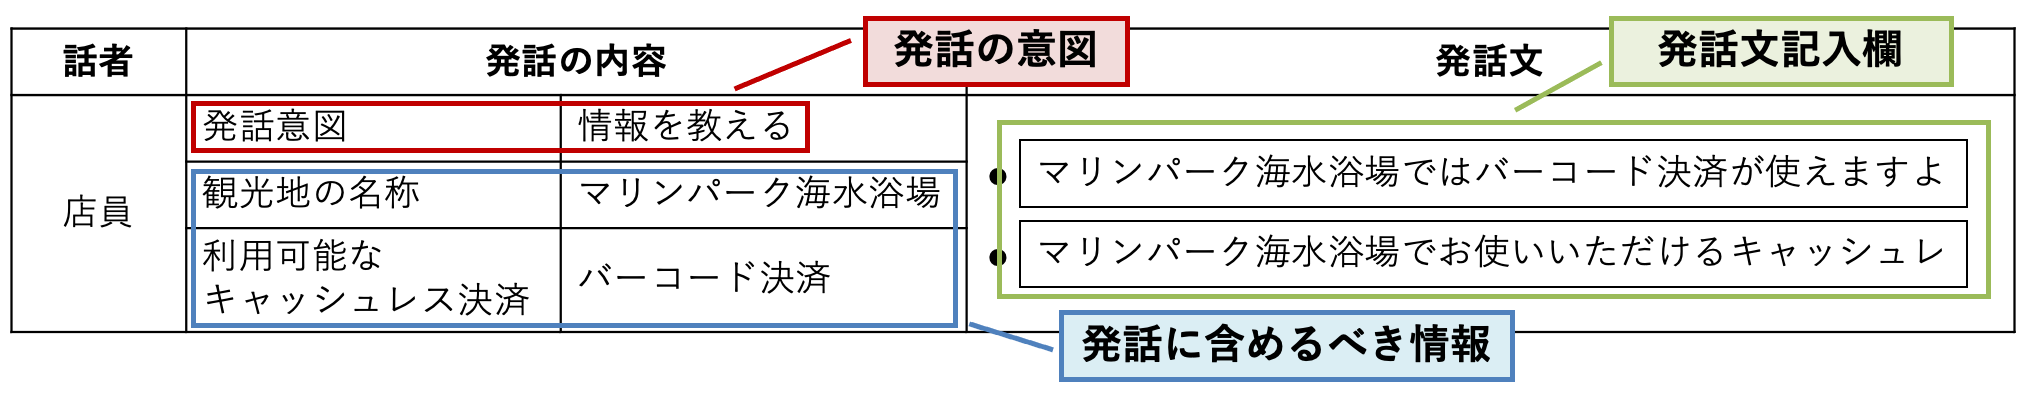 話者
発話の内容
発話の意図
発話文
発話文記入欄
店員
発話意図
情報を教える
観光地の名称
マリンパーク海水浴場
利用可能な
キャッシュレス決済
バーコード決済
マリンパーク海水浴場ではバーコード決済が使えますよ
マリンパーク海水浴場でお使いいただけるキャッシュレ
発話に含めるべき情報